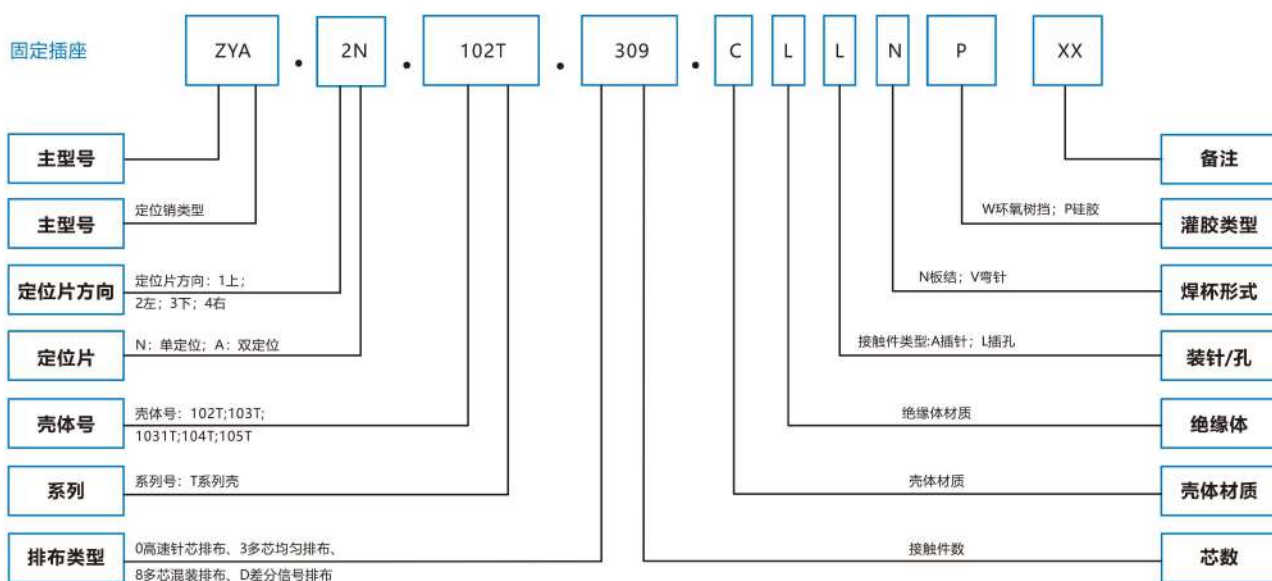 固定插座
ZYA . 2N . 102T . 309 . C L L N P XX
主型号
备注
主型号
定位销类型
W环氧树挡；P硅胶
灌胶类型
定位片方向
定位片方向：1上；
2左；3下；4右
N板结；V弯针
焊杯形式
定位片
N：单定位；A：双定位
接触件类型:A插针；L插孔
装针/孔
壳体号
壳体号：102T;103T;
1031T;104T;105T
绝缘体材质
绝缘体
系列
系列号：T系列壳
壳体材质
壳体材质
排布类型
0高速针芯排布、3多芯均匀排布、
8多芯混装排布、D差分信号排布
接触件数
芯数